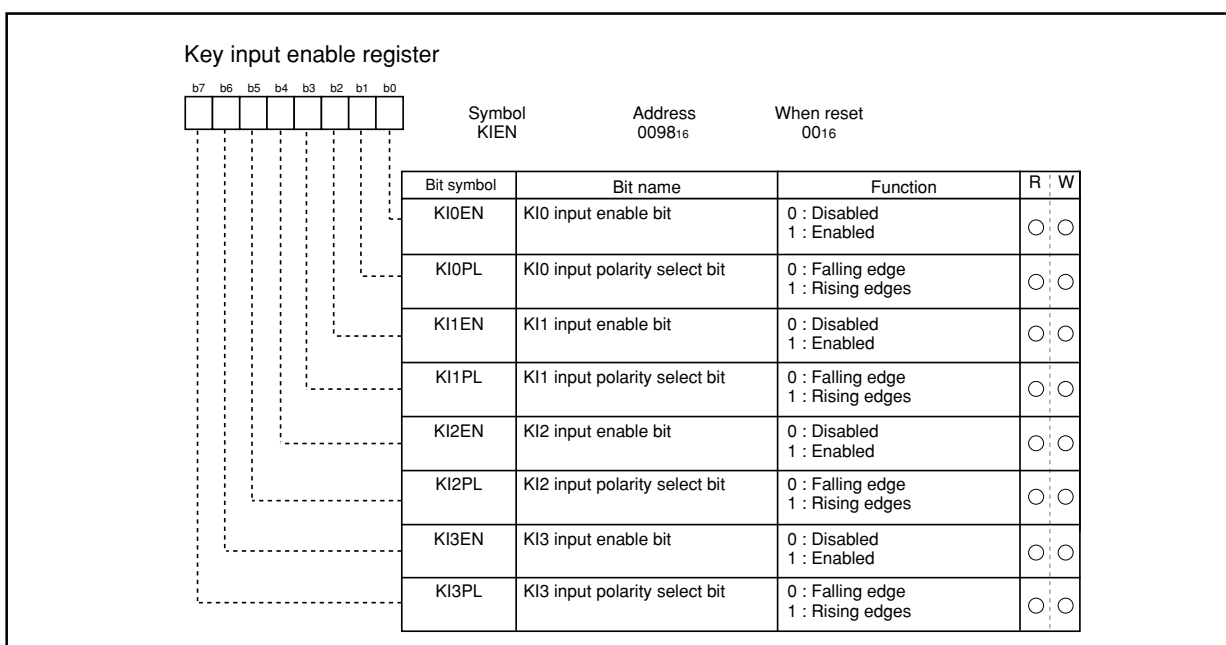 Key input enable register
b7 b6 b5 b4 b3 b2 b1 b0
Symbol Address When reset
KIEN 009816 0016
Bit symbol Bit name Function R W
KI0EN KI0 input enable bit 0 : Disabled
1 : Enabled
KI0PL KI0 input polarity select bit 0 : Falling edge
1 : Rising edges
KI1EN KI1 input enable bit 0 : Disabled
1 : Enabled
KI1PL KI1 input polarity select bit 0 : Falling edge
1 : Rising edges
KI2EN KI2 input enable bit 0 : Disabled
1 : Enabled
KI2PL KI2 input polarity select bit 0 : Falling edge
1 : Rising edges
KI3EN KI3 input enable bit 0 : Disabled
1 : Enabled
KI3PL KI3 input polarity select bit 0 : Falling edge
1 : Rising edges